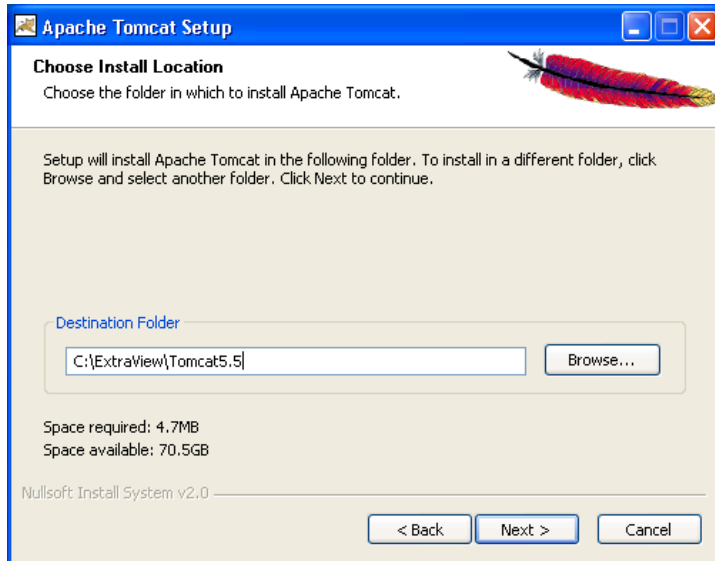 Apache Tomcat Setup
Choose Install Location
Choose the folder in which to install Apache Tomcat.
Setup will install Apache Tomcat in the following folder. To install in a different folder, click
Browse and select another folder. Click Next to continue.
Destination Folder
C:\ExtraView\Tomcat5.5
Browse...
Space required: 4.7MB
Space available: 70.5GB
Nullsoft Install System v2.0
< Back Next > Cancel